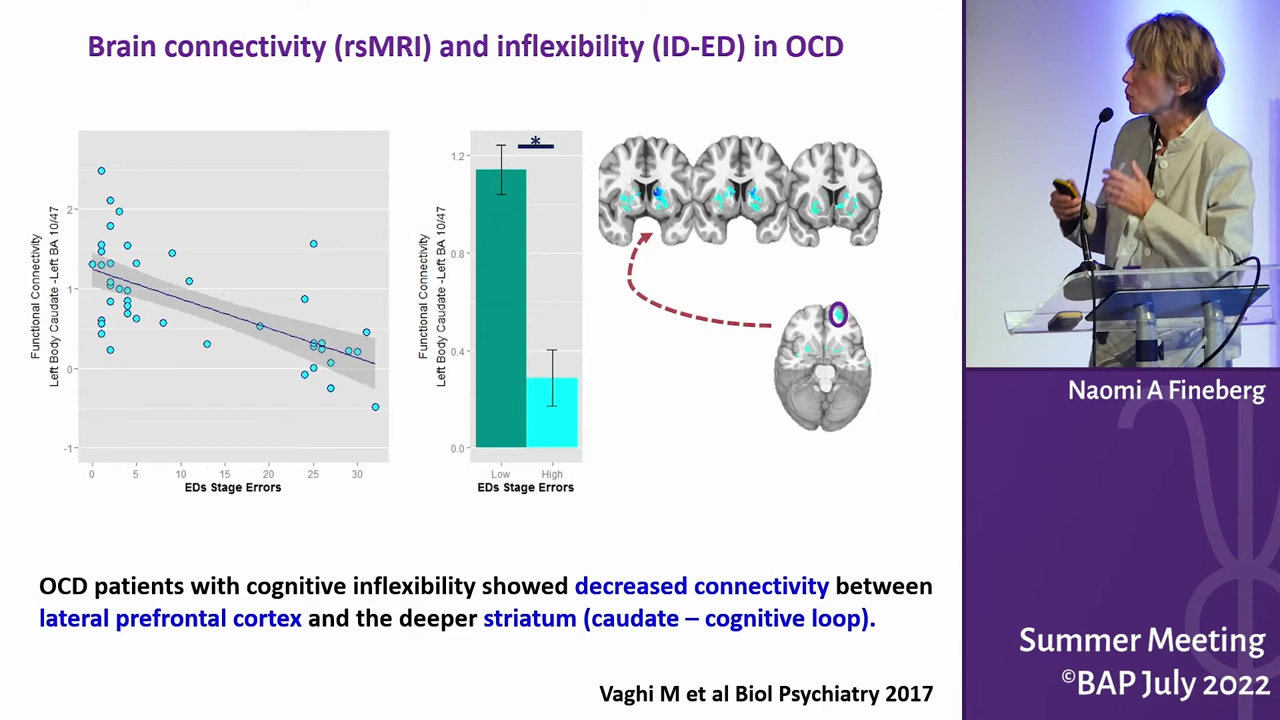 Brain connectivity (rsMRI) and inflexibility (ID-ED) in OCD
Functional Connectivity
Left Body Caudate -Left BA 10/47
2
1
0
-1
0 5 10 15 20 25 30
EDs Stage Errors
Functional Connectivity
Left Body Caudate -Left BA 10/47
1.2
0.8
0.4
0.0
*
Low High
EDs Stage Errors
OCD patients with cognitive inflexibility showed decreased connectivity between
lateral prefrontal cortex and the deeper striatum (caudate – cognitive loop).
Vaghi M et al Biol Psychiatry 2017
Naomi A Fineberg
Summer Meeting
©BAP July 2022